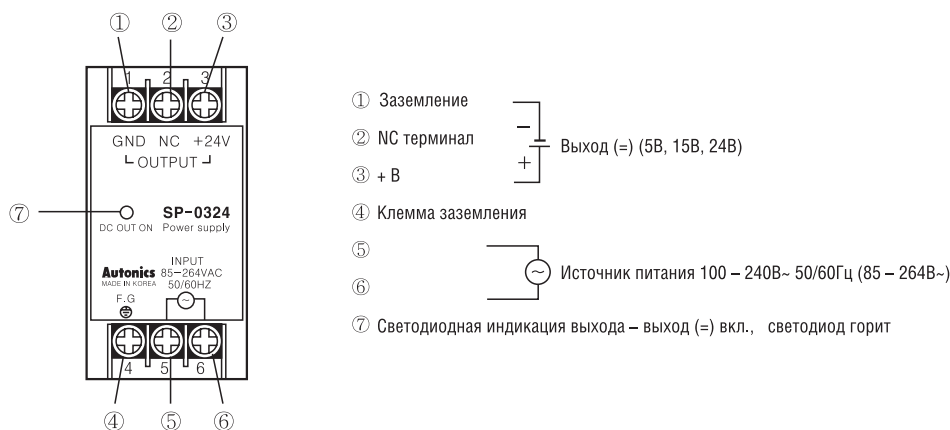 ① ② ③
1 2 3
GND NC +24V
OUTPUT
⑦
DC OUT ON
SP-0324
Power supply
Autonics
MADE IN KOREA
INPUT
85-264VAC
50/60HZ
F.G
4 5 6
④ ⑤ ⑥
① Заземление
② NC терминал
③ + В
− + Выход (=) (5В, 15В, 24В)
④ Клемма заземления
⑤
⑥
~ Источник питания 100 – 240В~ 50/60Гц (85 – 264В~)
⑦ Светодиодная индикация выхода – выход (=) вкл., светодиод горит